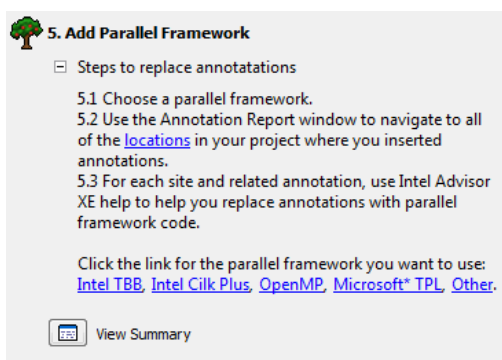 5. Add Parallel Framework
Steps to replace annotatations
5.1 Choose a parallel framework.
5.2 Use the Annotation Report window to navigate to all
of the locations in your project where you inserted
annotations.
5.3 For each site and related annotation, use Intel Advisor
XE help to help you replace annotations with parallel
framework code.
Click the link for the parallel framework you want to use:
Intel TBB, Intel Cilk Plus, OpenMP, Microsoft* TPL, Other.
View Summary